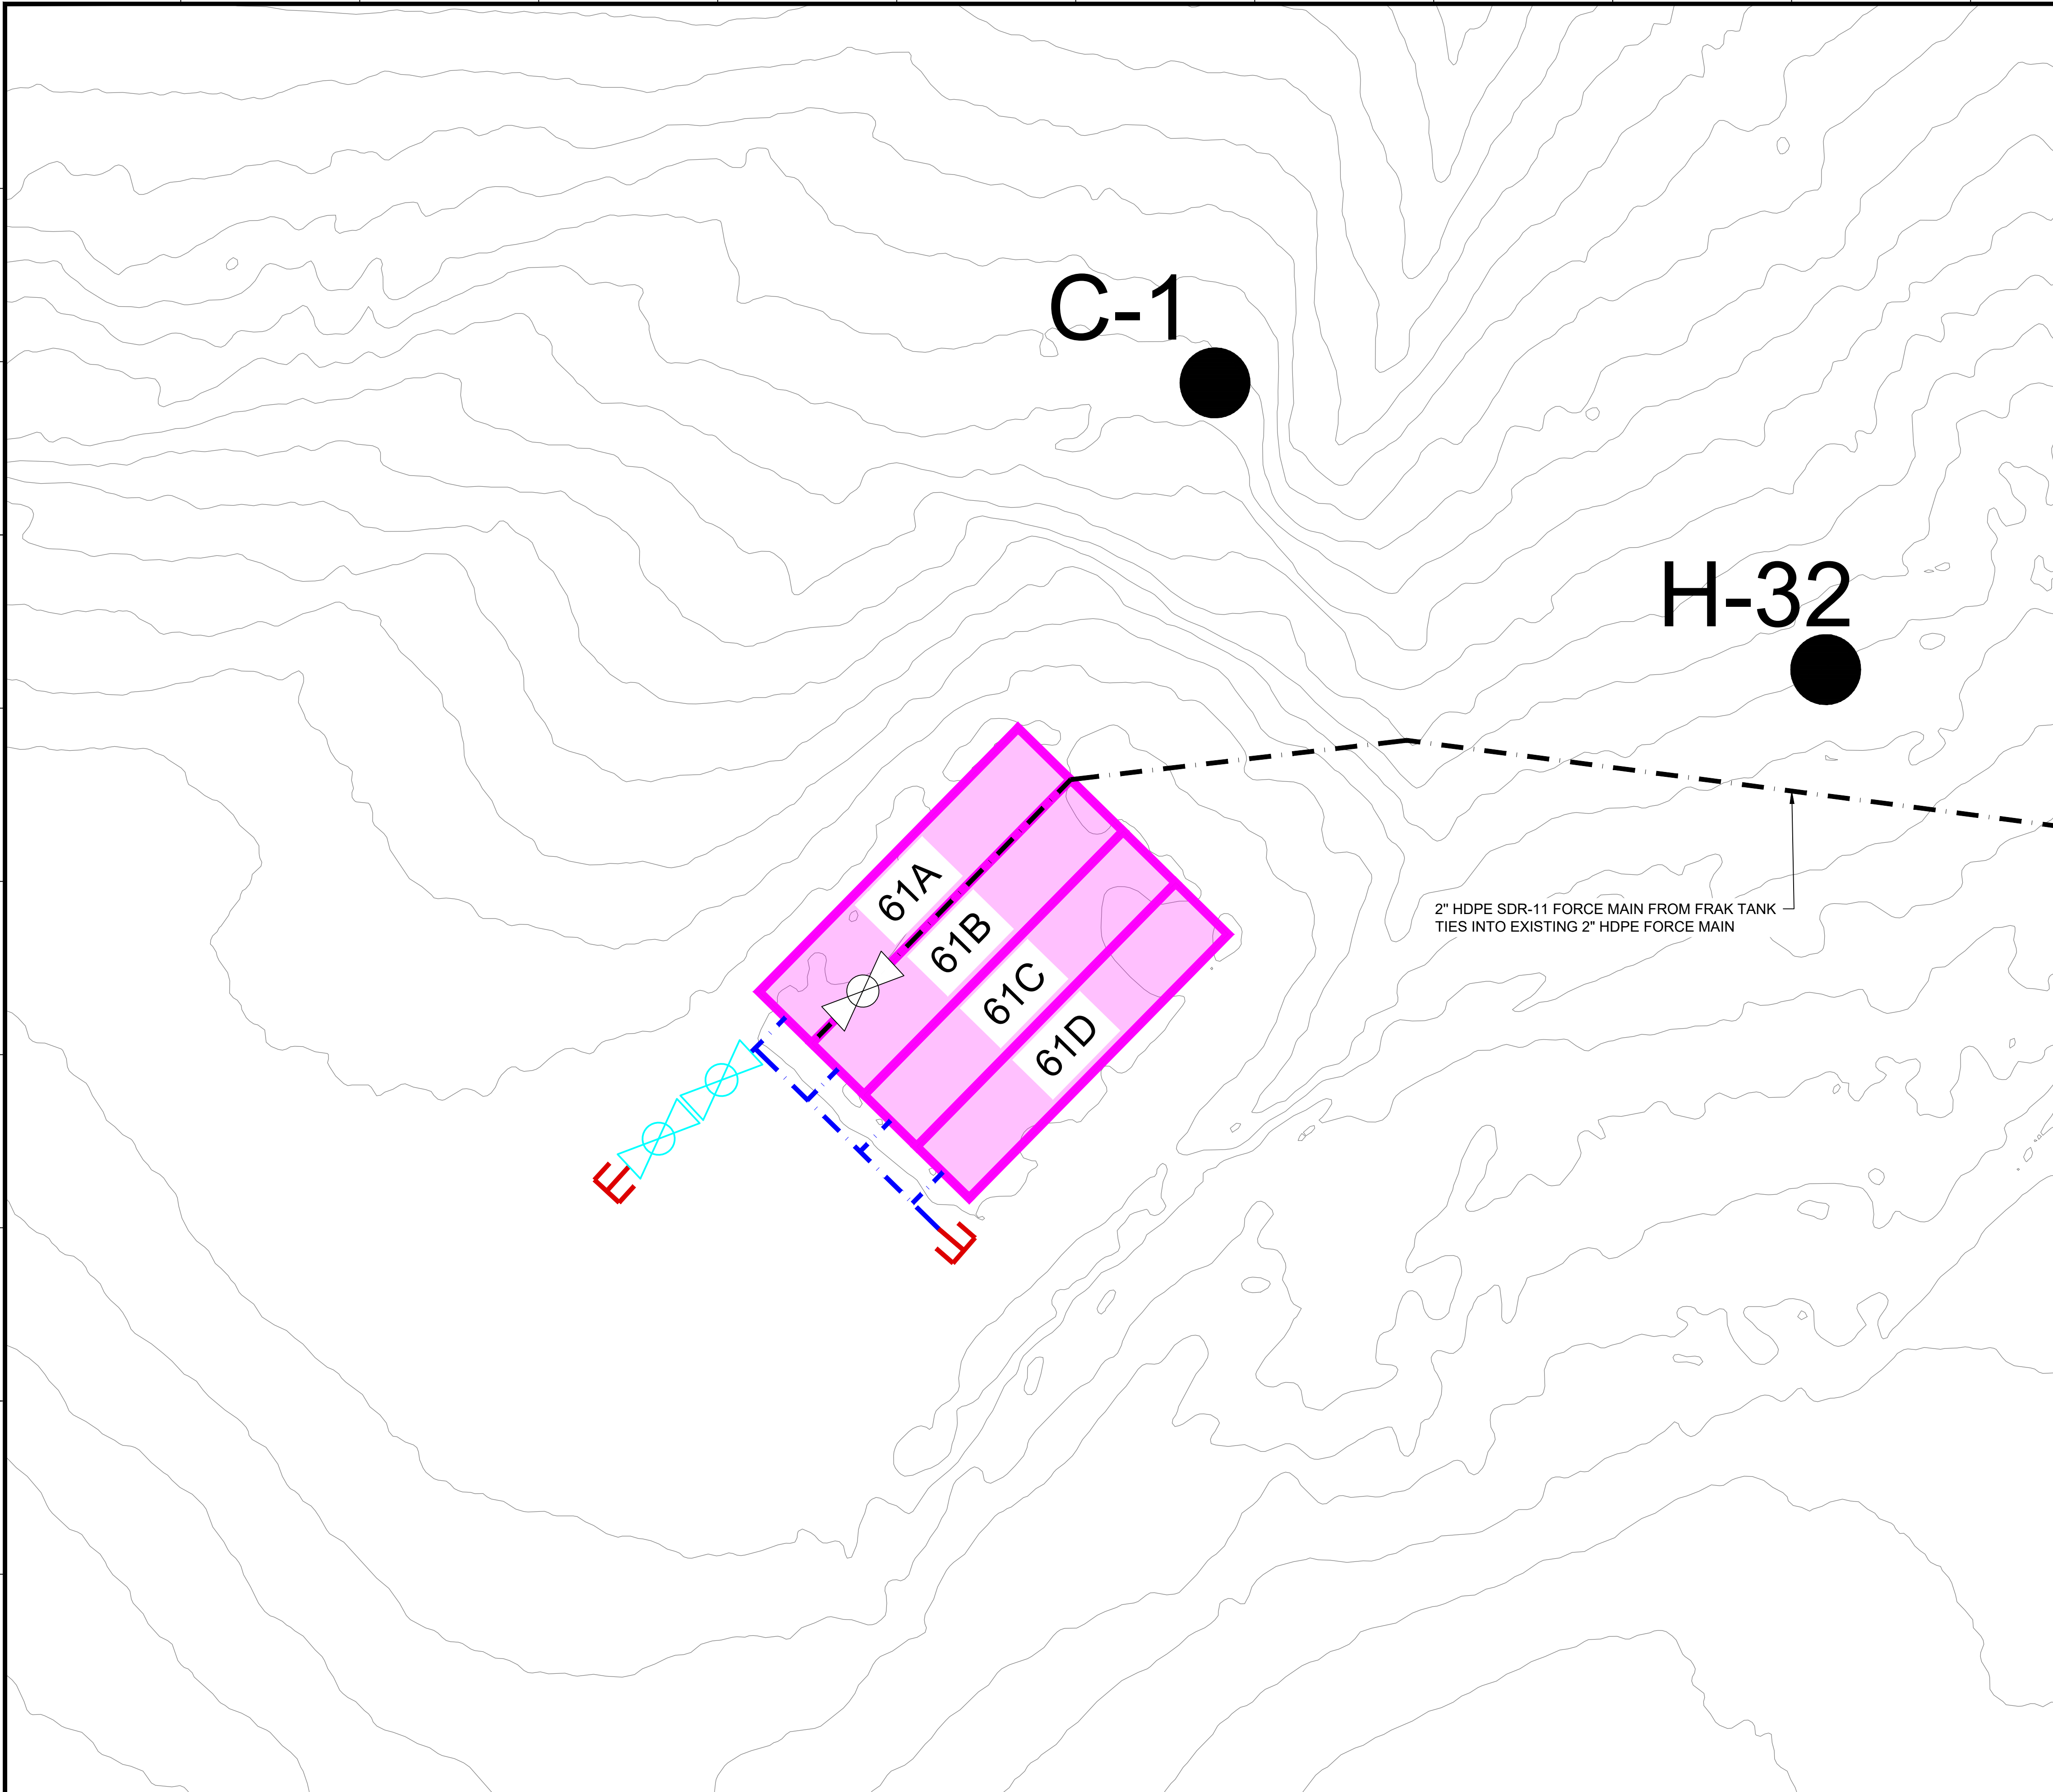 C-1
H-32
61A
61B
61C
61D
2" HDPE SDR-11 FORCE MAIN FROM FRAK TANK
TIES INTO EXISTING 2" HDPE FORCE MAIN
E
E